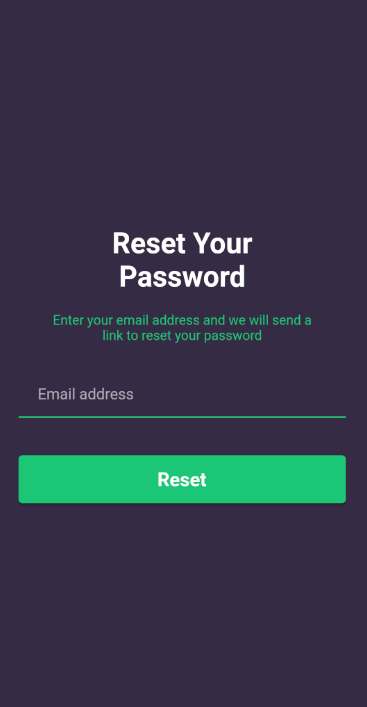 Reset Your
Password
Enter your email address and we will send a
link to reset your password
Email address
Reset